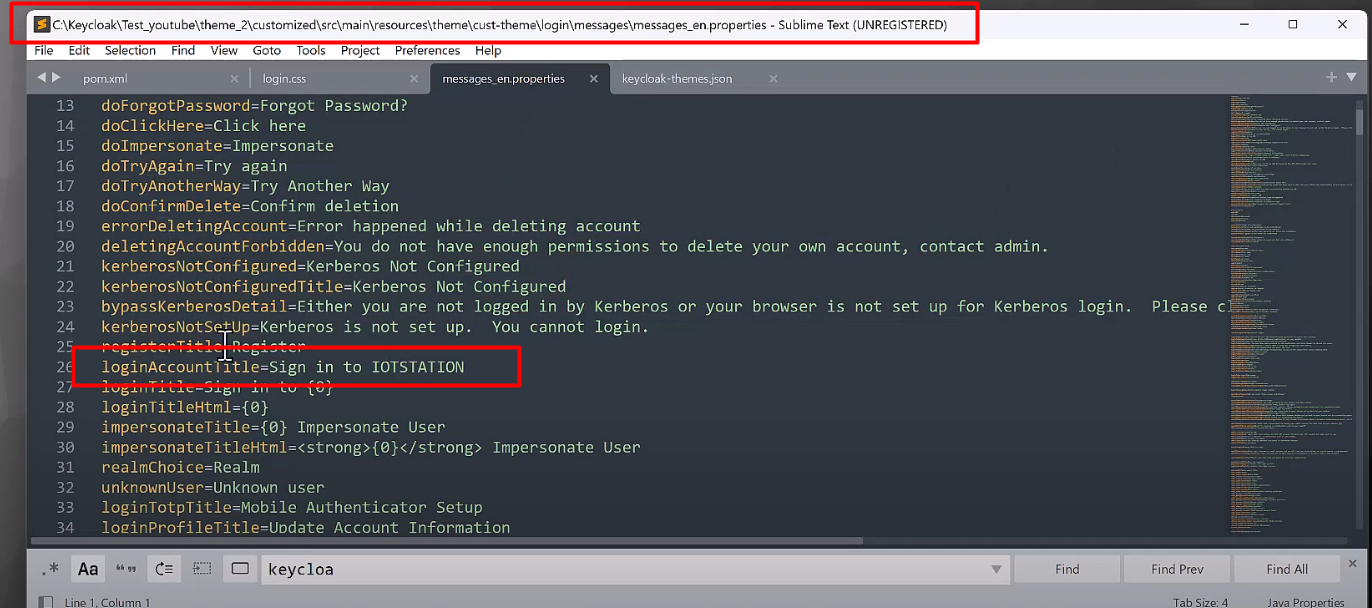 C:\Keycloak\Test_youtube\theme_2\customized\src\main\resources\theme\cust-theme\login\messages\messages_en.properties - Sublime Text (UNREGISTERED)
File Edit Selection Find View Goto Tools Project Preferences Help
pom.xml login.css messages_en.properties keycloak-themes.json
13 doForgotPassword=Forgot Password?
14 doClickHere=Click here
15 doImpersonate=Impersonate
16 doTryAgain=Try again
17 doTryAnotherWay=Try Another Way
18 doConfirmDelete=Confirm deletion
19 errorDeletingAccount=Error happened while deleting account
20 deletingAccountForbidden=You do not have enough permissions to delete your own account, contact admin.
21 kerberosNotConfigured=Kerberos Not Configured
22 kerberosNotConfiguredTitle=Kerberos Not Configured
23 bypassKerberosDetail=Either you are not logged in by Kerberos or your browser is not set up for Kerberos login.  Please cl
24 kerberosNotSetUp=Kerberos is not set up.  You cannot login.
25 registerTitle=Register
26 loginAccountTitle=Sign in to IOTSTATION
27 loginTitle=Sign in to {0}
28 loginTitleHtml={0}
29 impersonateTitle={0} Impersonate User
30 impersonateTitleHtml=<strong>{0}</strong> Impersonate User
31 realmChoice=Realm
32 unknownUser=Unknown user
33 loginTotpTitle=Mobile Authenticator Setup
34 loginProfileTitle=Update Account Information
.* Aa “” keycloa Find Find Prev Find All
Line 1, Column 1 Tab Size: 4 Java Properties